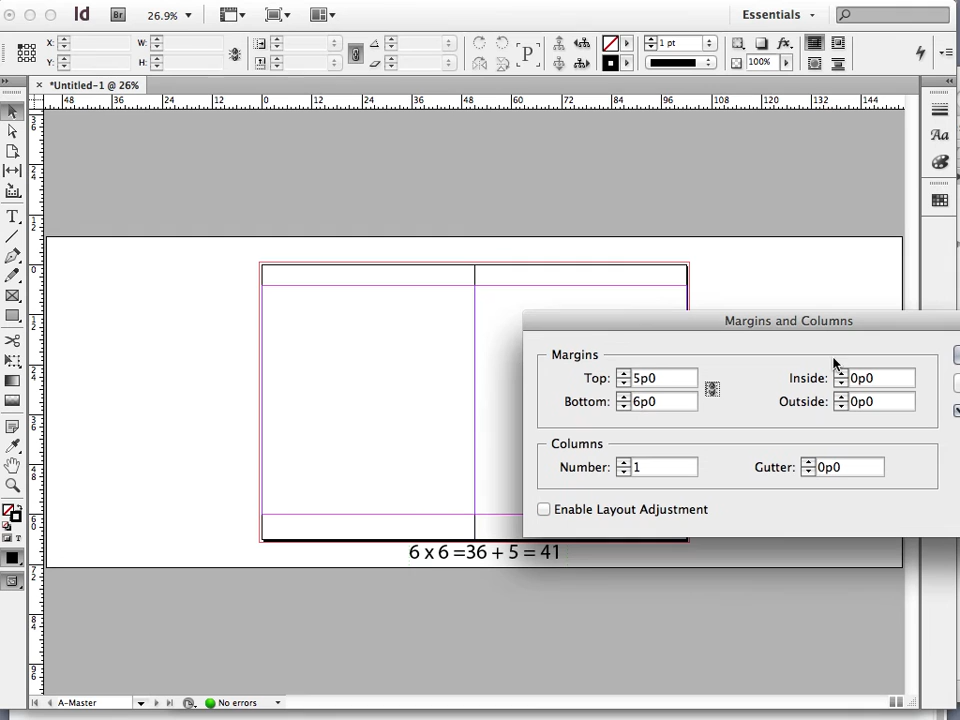 Id Br 26.9% Essentials
X: W: 1 pt fx.
Y: H: P 100%
× *Untitled-1 @ 26%
48 36 24 12 0 12 24 36 48 60 72 84 96 108 120 132 144
Margins and Columns
Margins
Top: 5p0 Inside: 0p0
Bottom: 6p0 Outside: 0p0
Columns
Number: 1 Gutter: 0p0
Enable Layout Adjustment
6 x 6 =36 + 5 = 41
A-Master No errors